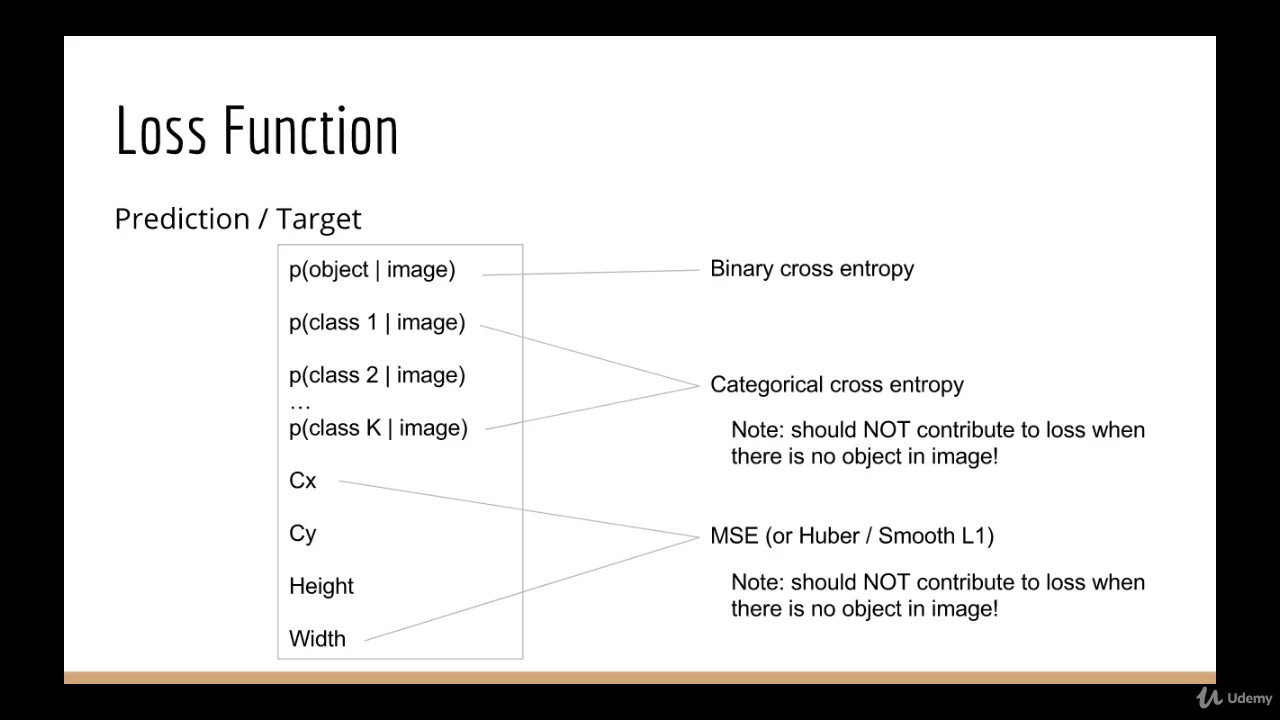 Loss Function
Prediction / Target
p(object | image)
Binary cross entropy
p(class 1 | image)
p(class 2 | image)
...
p(class K | image)
Categorical cross entropy
Note: should NOT contribute to loss when
there is no object in image!
Cx
Cy
Height
Width
MSE (or Huber / Smooth L1)
Note: should NOT contribute to loss when
there is no object in image!
Udemy